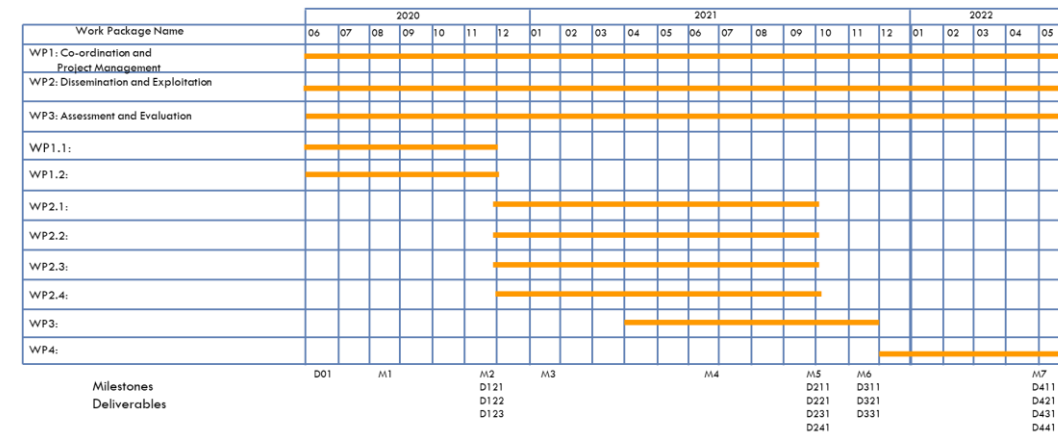 2020 2021 2022
Work Package Name 06 07 08 09 10 11 12 01 02 03 04 05 06 07 08 09 10 11 12 01 02 03 04 05
WP1: Co-ordination and
Project Management
WP2: Dissemination and Exploitation
WP3: Assessment and Evaluation
WP1.1:
WP1.2:
WP2.1:
WP2.2:
WP2.3:
WP2.4:
WP3:
WP4:
D01 M1 M2 M3 M4 M5 M6 M7
Milestones D121 D211 D311 D411
Deliverables D122 D221 D321 D421
D123 D231 D331 D431
D241 D441